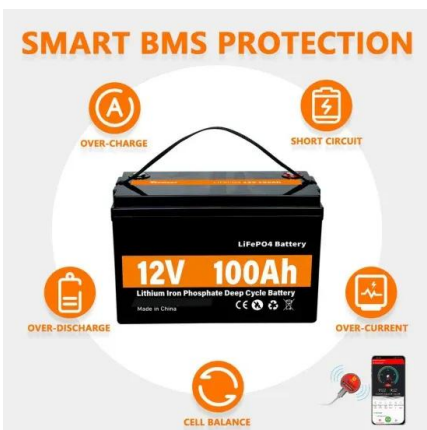 SMART BMS PROTECTION
A
OVER-CHARGE
SHORT CIRCUIT
LiFePO4 Battery
12V 100Ah
Lithium Iron Phosphate Deep Cycle Battery
Made in China
CE
OVER-DISCHARGE
OVER-CURRENT
CELL BALANCE